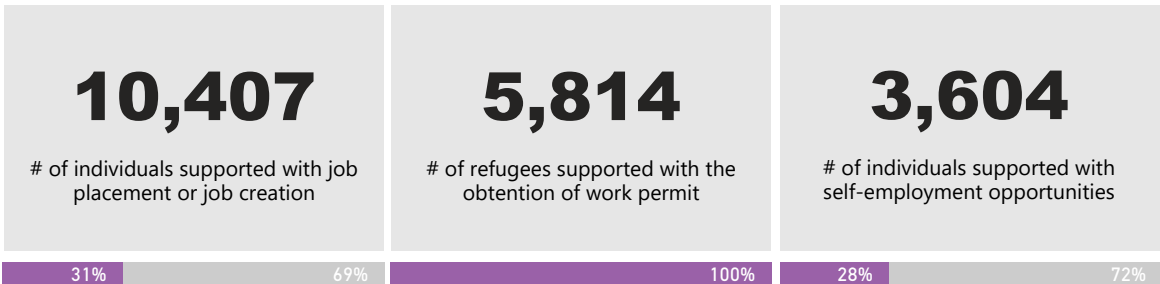 10,407
# of individuals supported with job
placement or job creation
31%
69%
5,814
# of refugees supported with the
obtention of work permit
100%
3,604
# of individuals supported with
self-employment opportunities
28%
72%